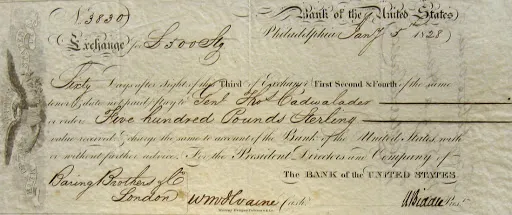 N. 3830 Bank of the United States
Exchange for £500 Stg Philadelphia Jany 5 1828
Sixty Days after sight of this Third of Exchange First Second & Fourth of the same
tenor & date not paid Pay to Genl Thos Cadwalader
or order Five hundred Pounds Sterling
value received & charge the same to account of the Bank of the United States with
or without further advice. For the President Directors and Company of
The BANK of the UNITED STATES
Baring Brothers & Co
London Wm McIlvaine Cashr. N Biddle Prest